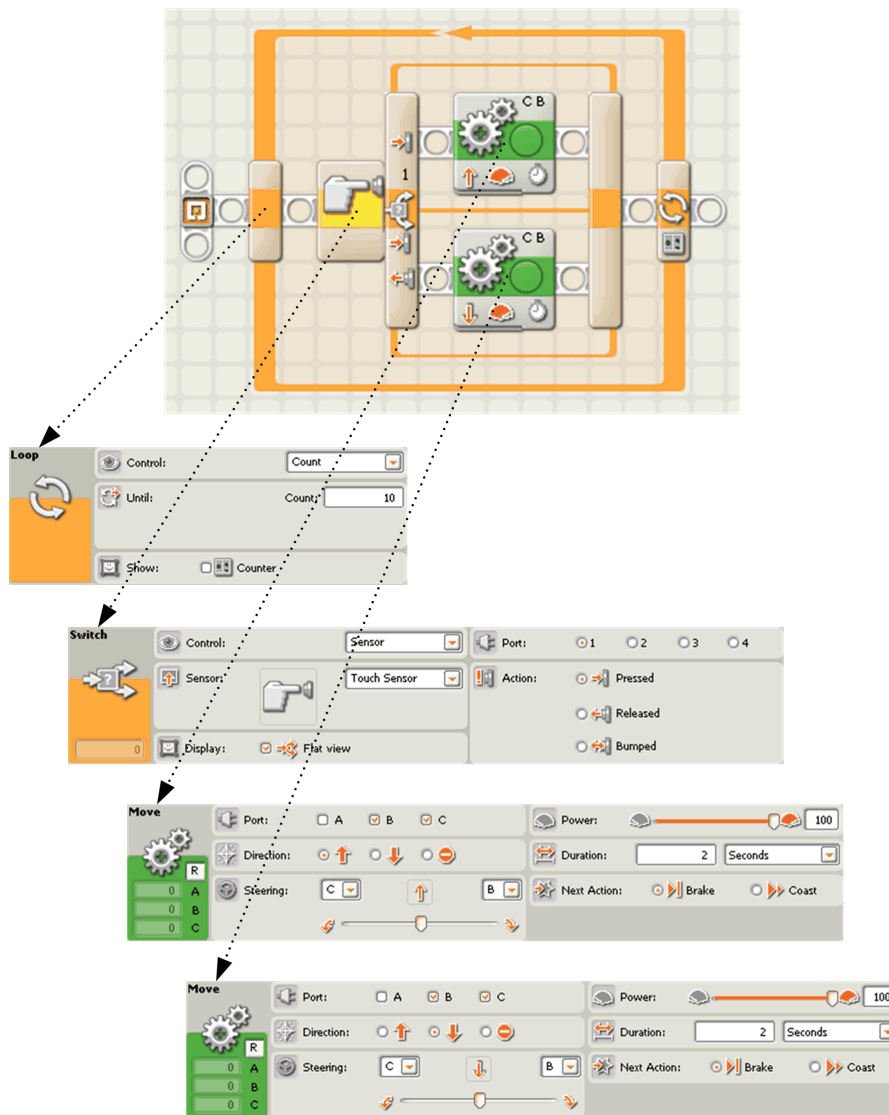 C B
1
C B
Loop
Control: Count
Until: Count: 10
Show: Counter
Switch
Control: Sensor Port: 1 2 3 4
Sensor: Touch Sensor Action: Pressed
Released
0 Display: Flat view Bumped
Move
Port: A B C Power: 100
Direction: Duration: 2 Seconds
R
0 A Steering: C B Next Action: Brake Coast
0 B
0 C
Move
Port: A B C Power: 100
Direction: Duration: 2 Seconds
R
0 A Steering: C B Next Action: Brake Coast
0 B
0 C